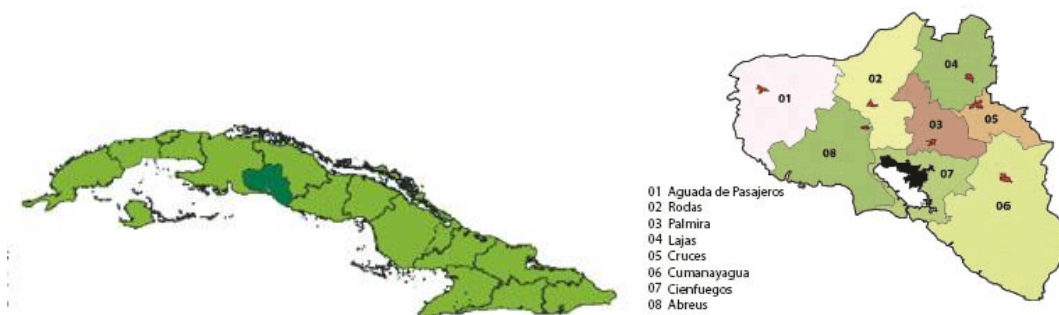 04
02
01
05
03
08
07
06
01 Aguada de Pasajeros
02 Rodas
03 Palmira
04 Lajas
05 Cruces
06 Cumanayagua
07 Cienfuegos
08 Abreus